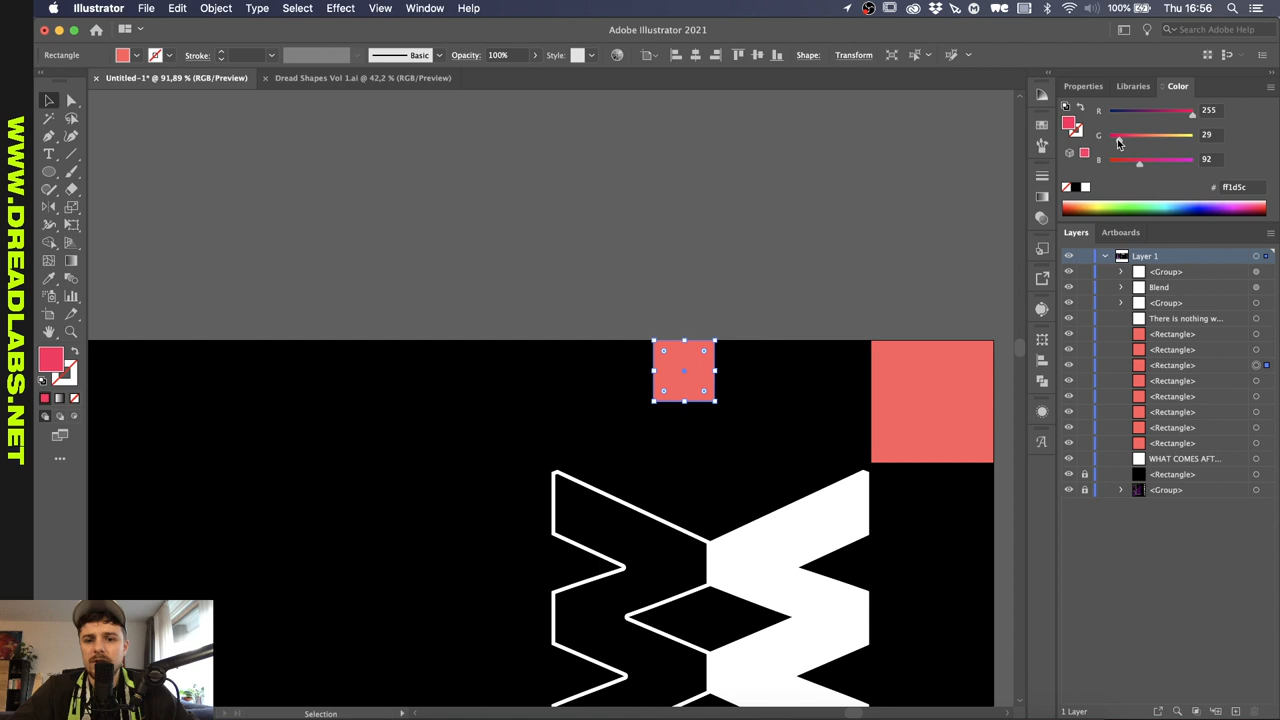 Illustrator File Edit Object Type Select Effect View Window Help 100% Thu 16:56
Adobe Illustrator 2021 Search Adobe Help
Rectangle Stroke: Basic Opacity: 100% Style: Shape: Transform
× Untitled-1* @ 91,89 % (RGB/Preview) × Dread Shapes Vol 1.ai @ 42,2 % (RGB/Preview)
WWW.DREADLABS.NET
Properties Libraries Color
R 255
G 29
B 92
# ff1d5c
Layers Artboards
Layer 1
<Group>
Blend
<Group>
There is nothing w...
<Rectangle>
<Rectangle>
<Rectangle>
<Rectangle>
<Rectangle>
<Rectangle>
<Rectangle>
<Rectangle>
WHAT COMES AFT...
<Rectangle>
<Group>
Selection
1 Layer